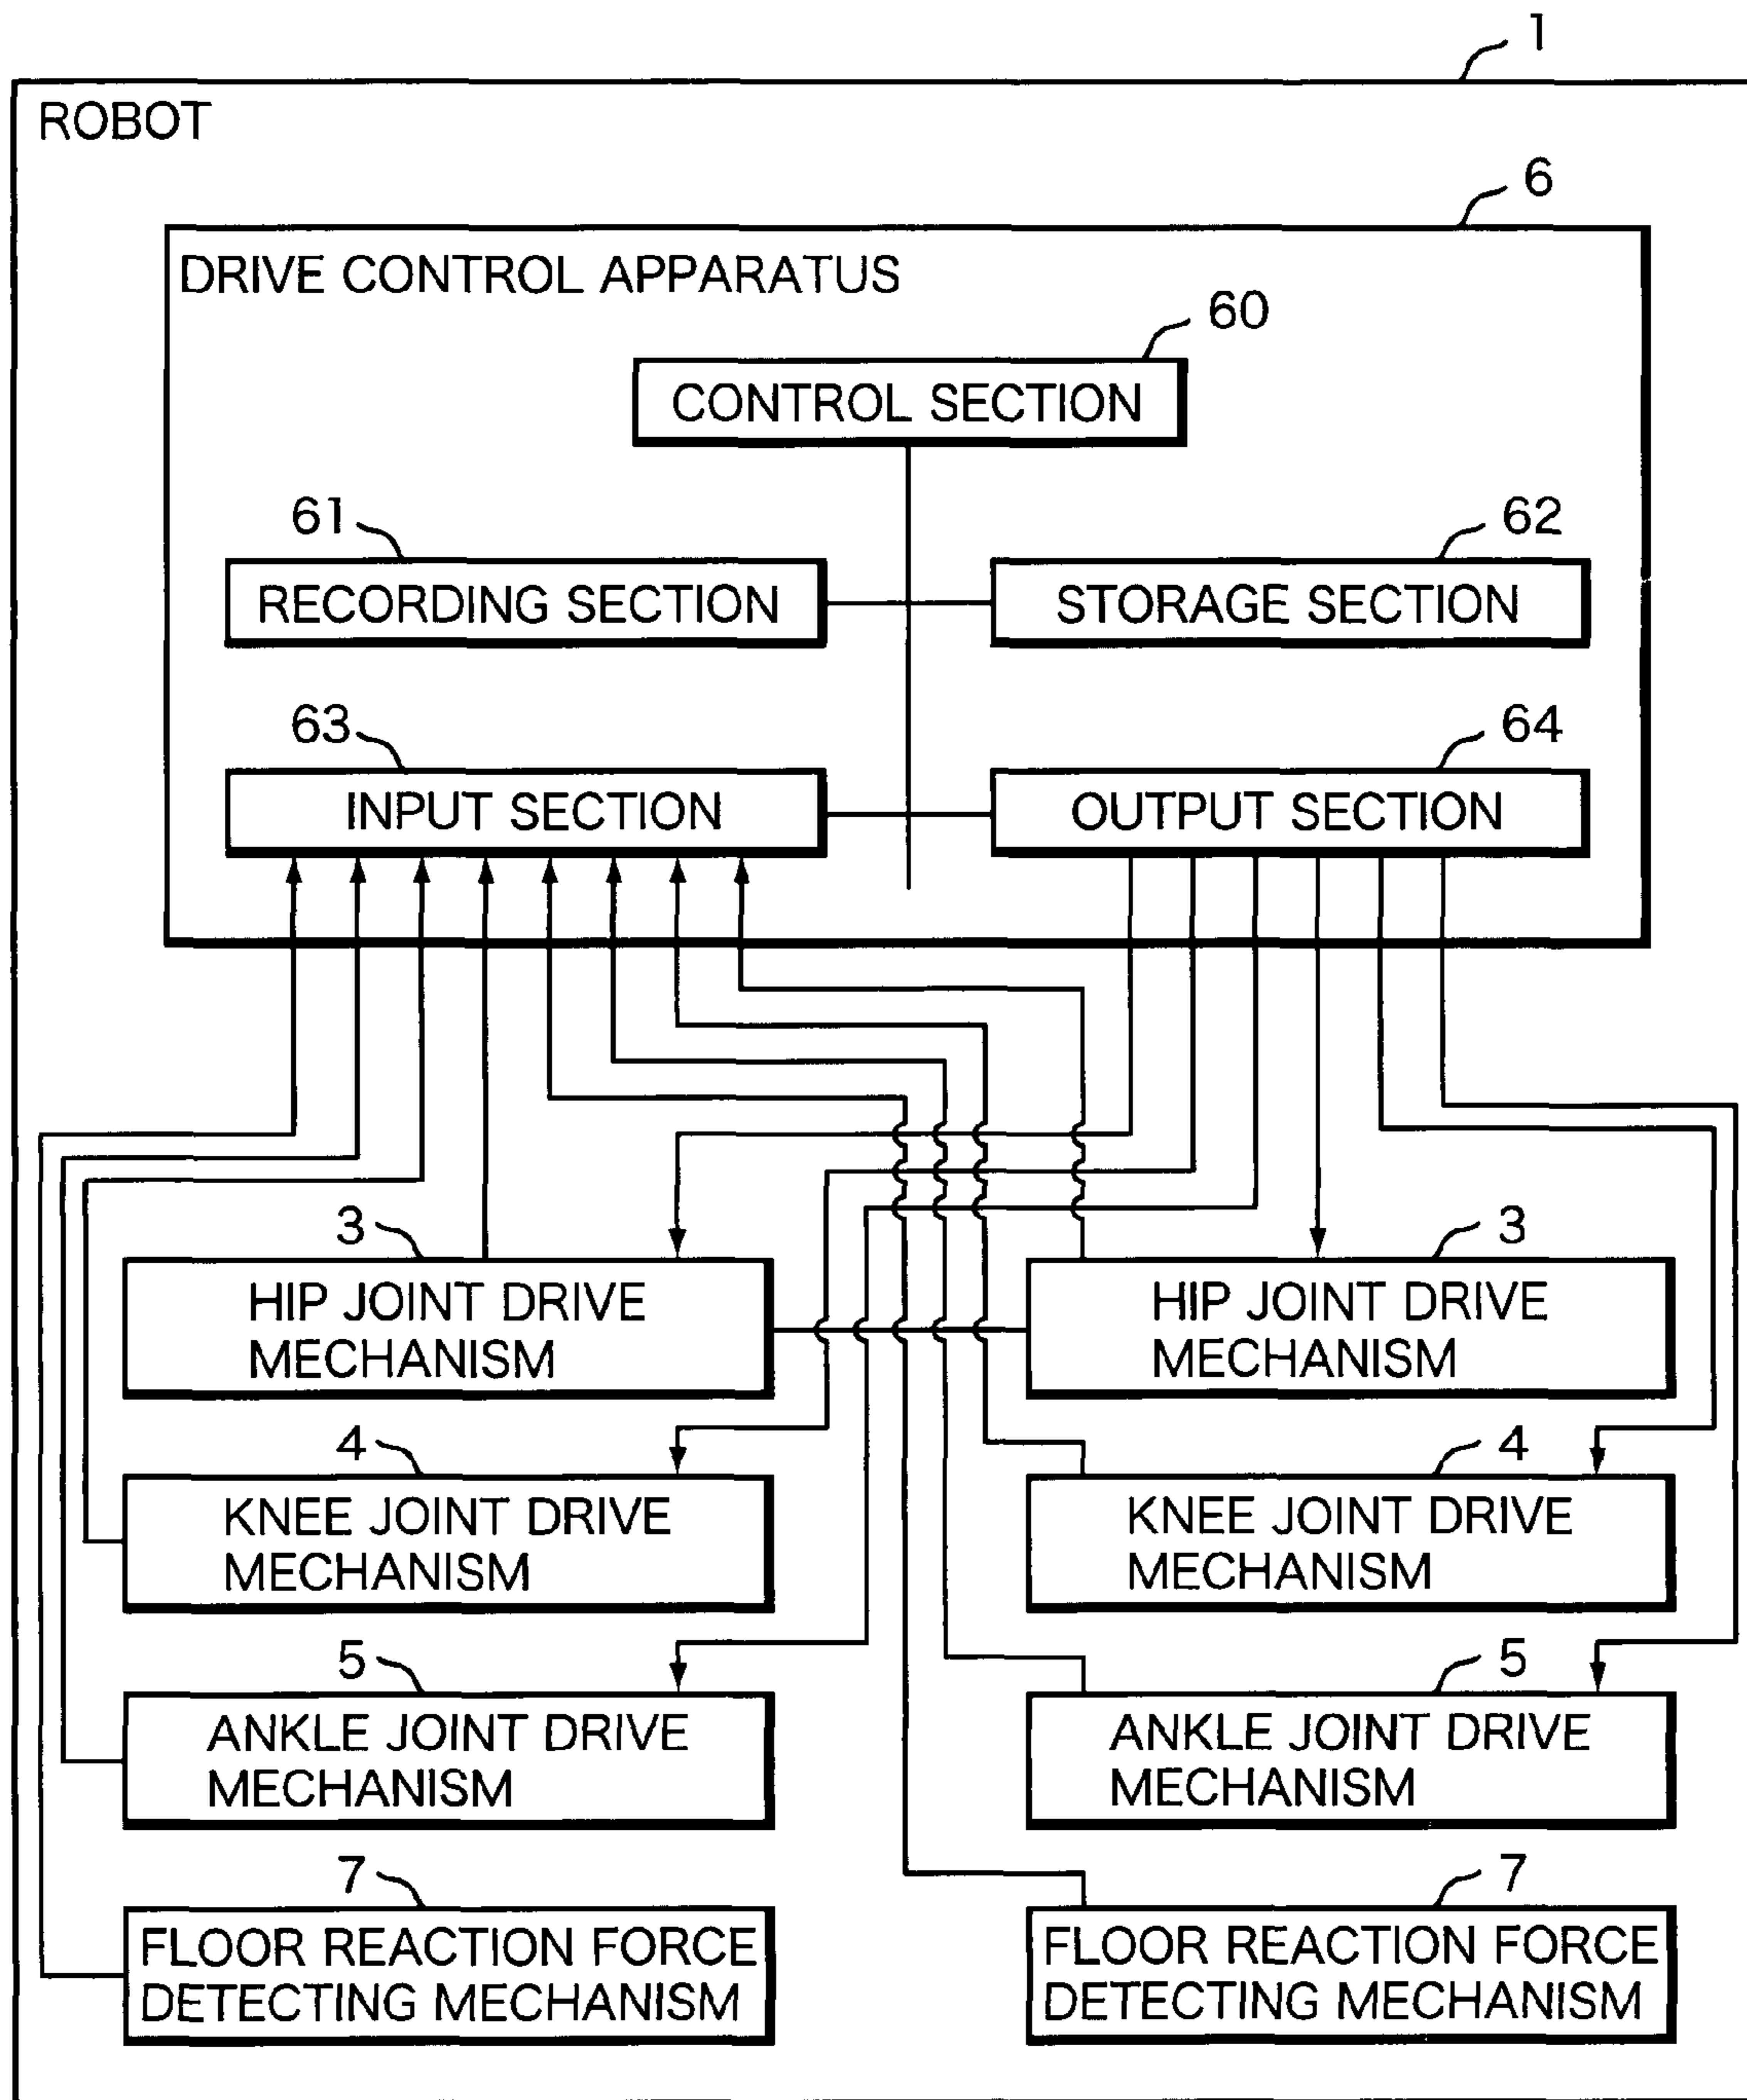 1
ROBOT
6
DRIVE CONTROL APPARATUS
60
CONTROL SECTION
61
62
RECORDING SECTION
STORAGE SECTION
63
64
INPUT SECTION
OUTPUT SECTION
3
3
HIP JOINT DRIVE
MECHANISM
HIP JOINT DRIVE
MECHANISM
4
4
KNEE JOINT DRIVE
MECHANISM
KNEE JOINT DRIVE
MECHANISM
5
5
ANKLE JOINT DRIVE
MECHANISM
ANKLE JOINT DRIVE
MECHANISM
7
7
FLOOR REACTION FORCE
DETECTING MECHANISM
FLOOR REACTION FORCE
DETECTING MECHANISM